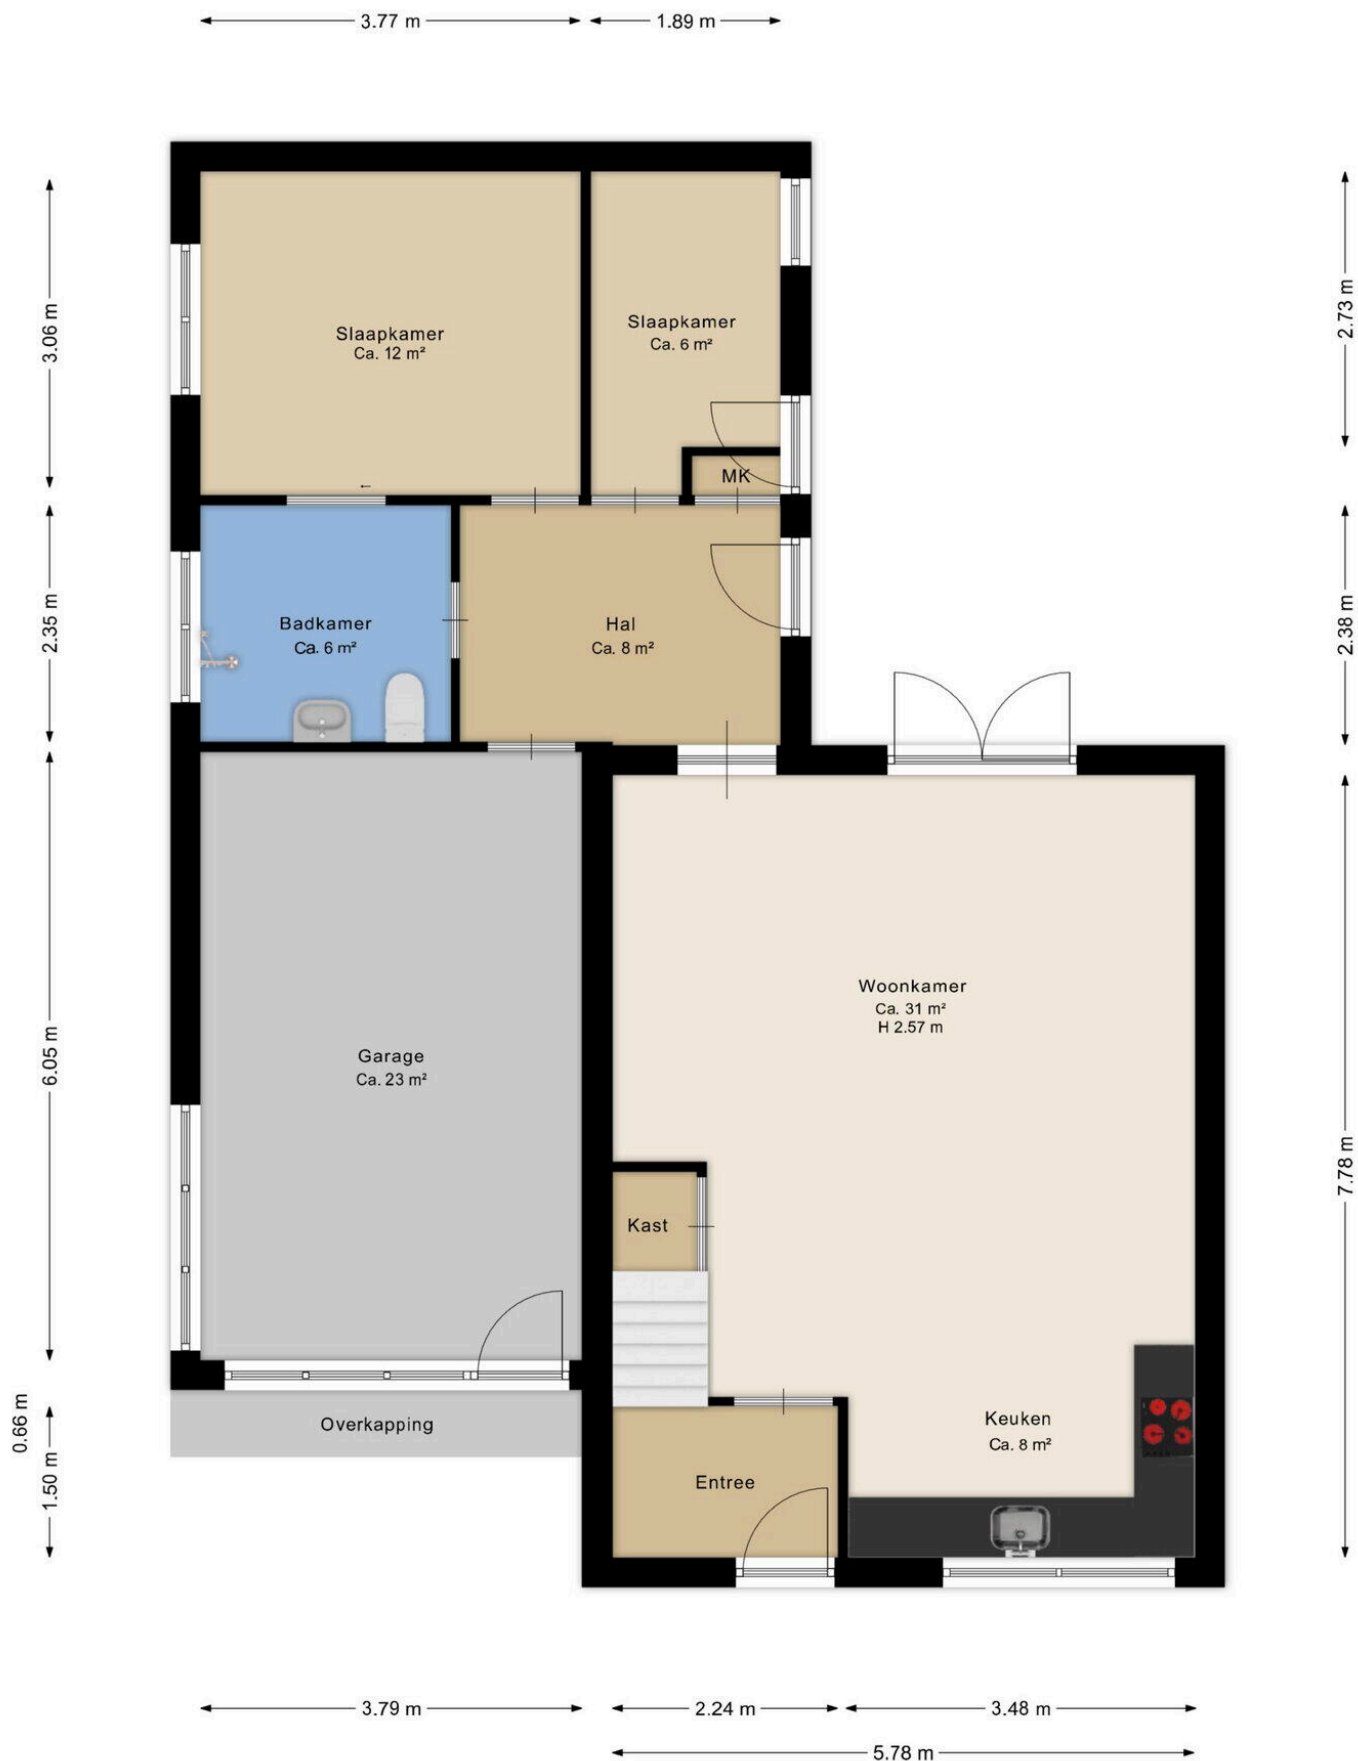 3.77 m
1.89 m
3.06 m
2.73 m
Slaapkamer
Ca. 12 m²
Slaapkamer
Ca. 6 m²
MK
2.35 m
2.38 m
Badkamer
Ca. 6 m²
Hal
Ca. 8 m²
6.05 m
7.78 m
Garage
Ca. 23 m²
Woonkamer
Ca. 31 m²
H 2.57 m
Kast
0.66 m
1.50 m
Overkapping
Entree
Keuken
Ca. 8 m²
3.79 m
2.24 m
3.48 m
5.78 m